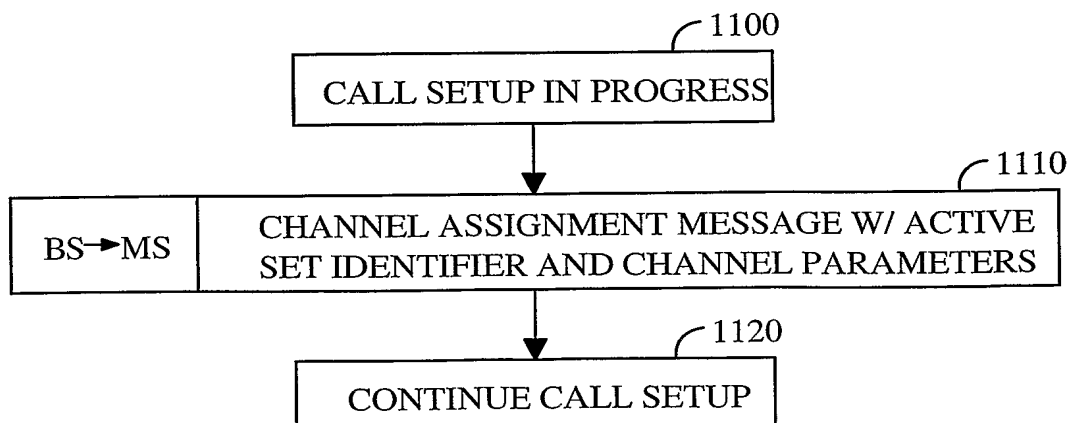 1100
CALL SETUP IN PROGRESS
1110
BS→MS
CHANNEL ASSIGNMENT MESSAGE W/ ACTIVE
SET IDENTIFIER AND CHANNEL PARAMETERS
1120
CONTINUE CALL SETUP